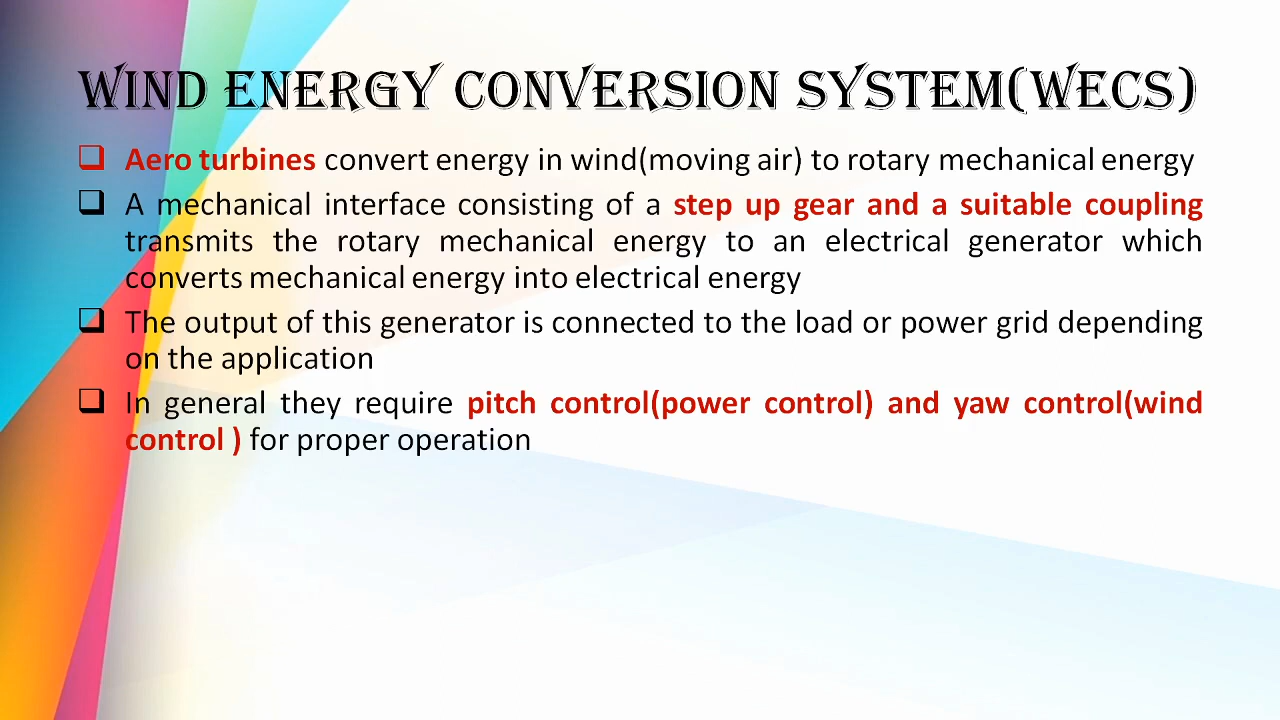 WIND ENERGY CONVERSION SYSTEM(WECS)
Aero turbines convert energy in wind(moving air) to rotary mechanical energy
A mechanical interface consisting of a step up gear and a suitable coupling
transmits the rotary mechanical energy to an electrical generator which
converts mechanical energy into electrical energy
The output of this generator is connected to the load or power grid depending
on the application
In general they require pitch control(power control) and yaw control(wind
control ) for proper operation